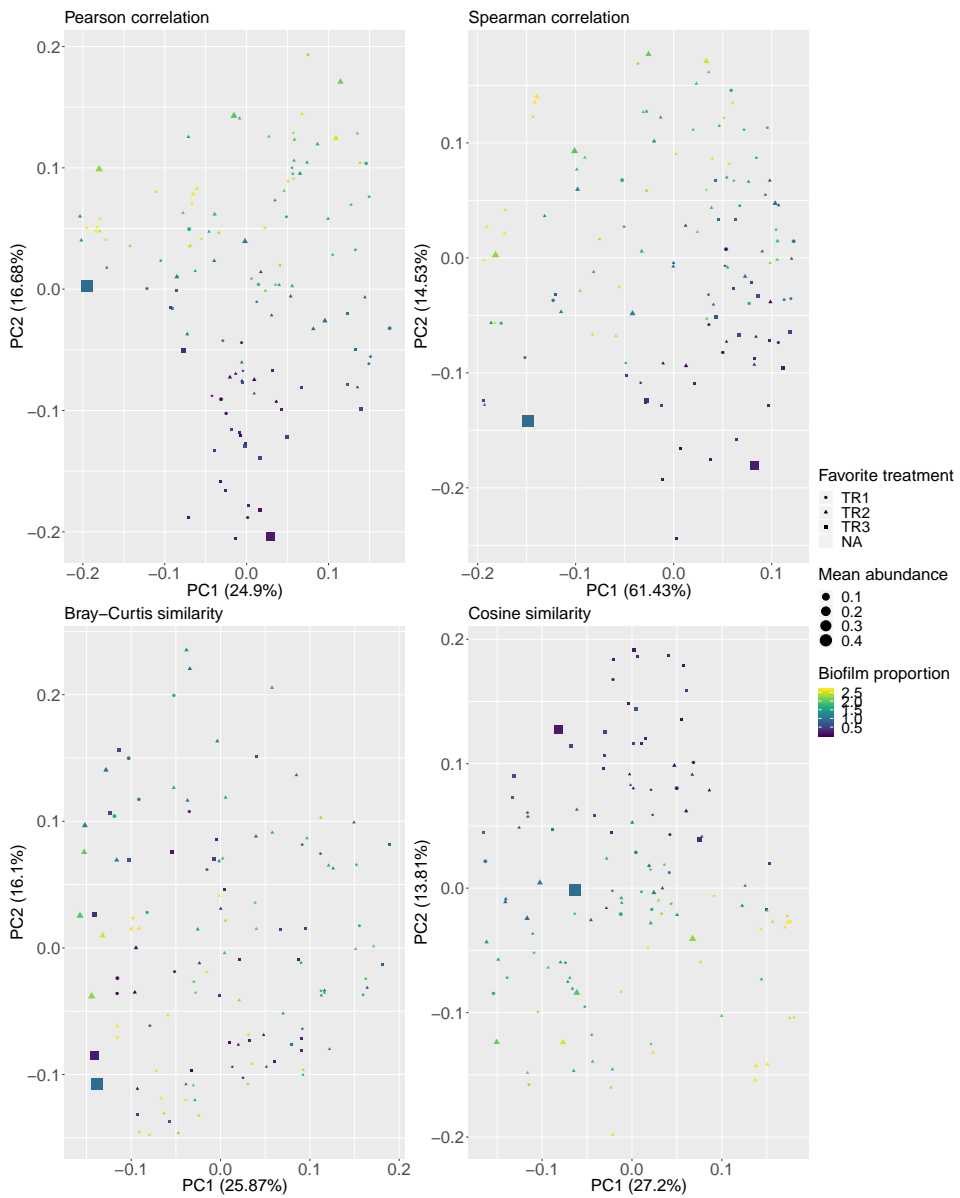 Pearson correlation
0.2
0.1
0.0
−0.1
−0.2
PC2 (16.68%)
−0.2
−0.1
0.0
0.1
PC1 (24.9%)
Spearman correlation
0.1
0.0
−0.1
−0.2
PC2 (14.53%)
−0.2
−0.1
0.0
0.1
PC1 (61.43%)
Bray−Curtis similarity
0.2
0.1
0.0
−0.1
PC2 (16.1%)
−0.1
0.0
0.1
0.2
PC1 (25.87%)
Cosine similarity
0.2
0.1
0.0
−0.1
−0.2
PC2 (13.81%)
−0.1
0.0
0.1
PC1 (27.2%)
Favorite treatment
TR1
TR2
TR3
NA
Mean abundance
0.1
0.2
0.3
0.4
Biofilm proportion
2.5
2.0
1.5
1.0
0.5